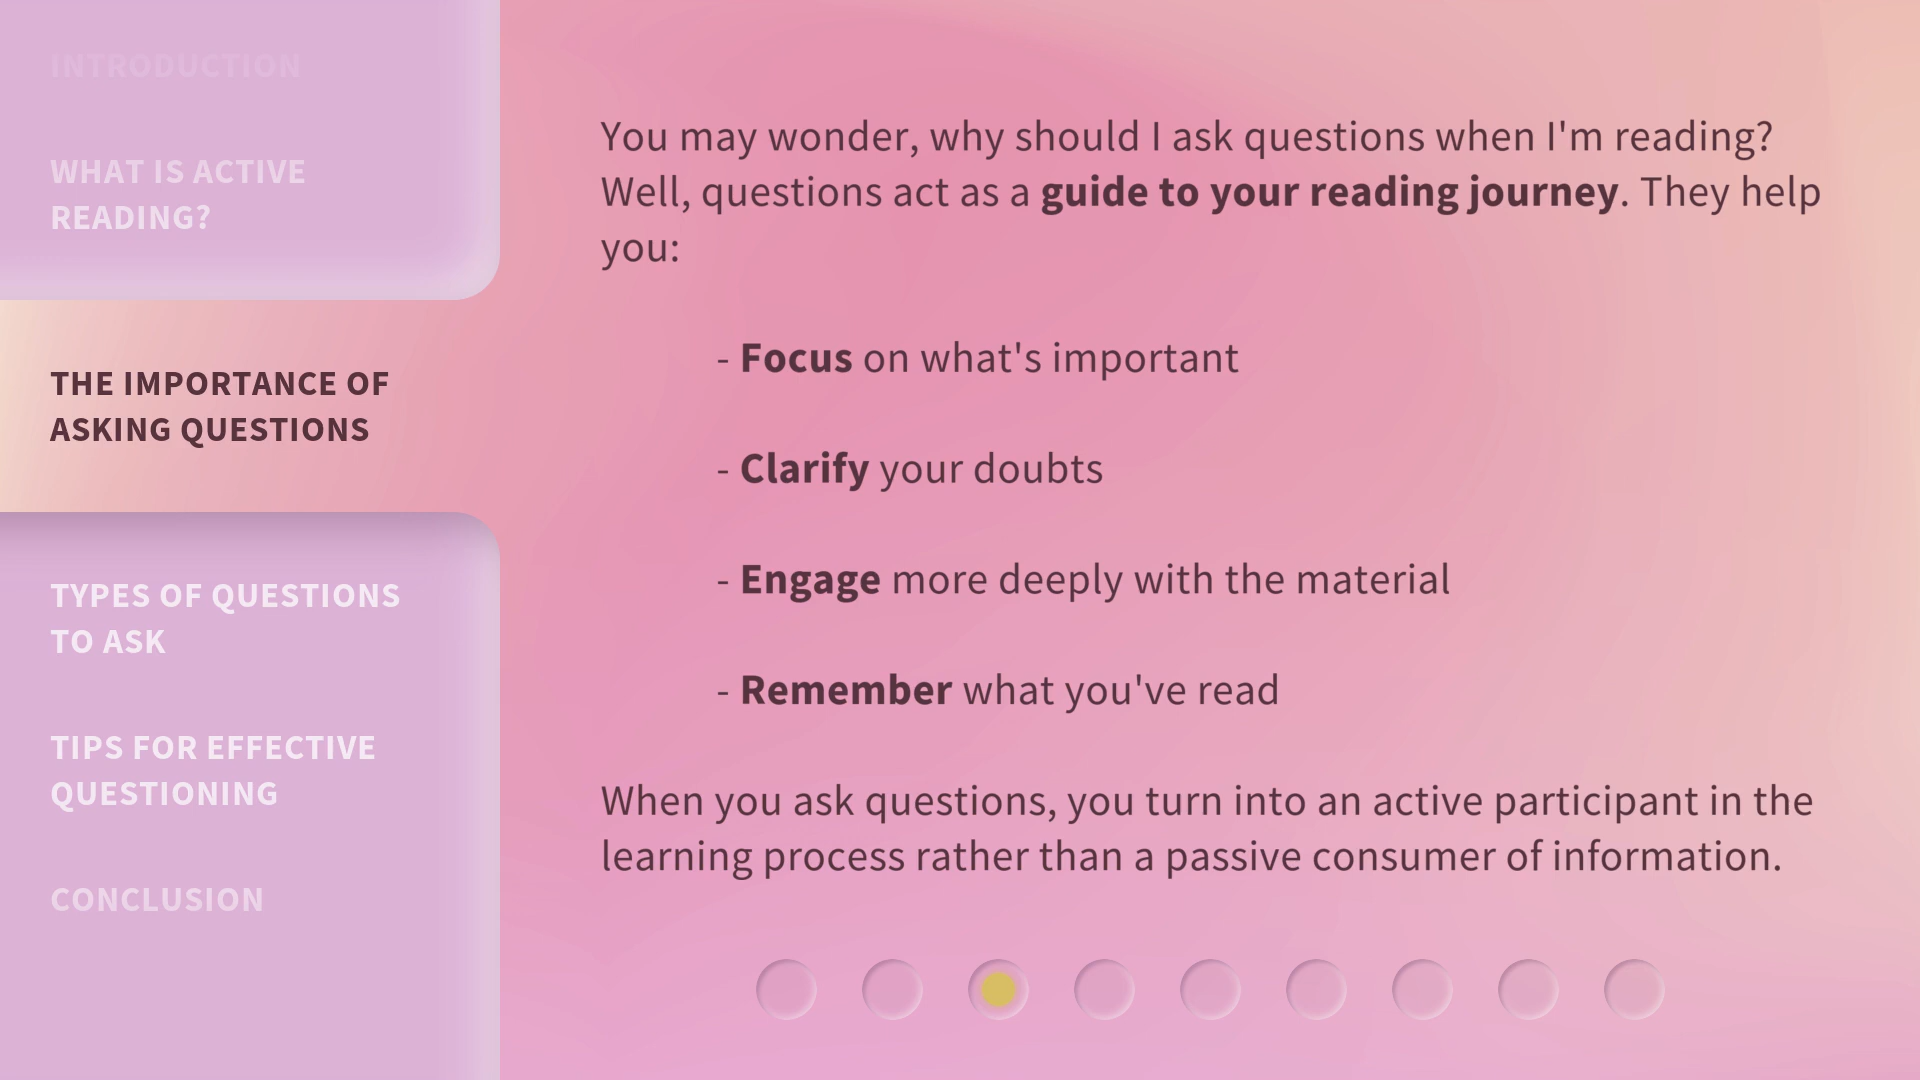 INTRODUCTION
WHAT IS ACTIVE
READING?
THE IMPORTANCE OF
ASKING QUESTIONS
TYPES OF QUESTIONS
TO ASK
TIPS FOR EFFECTIVE
QUESTIONING
CONCLUSION
You may wonder, why should I ask questions when I'm reading?
Well, questions act as a guide to your reading journey. They help
you:
- Focus on what's important
- Clarify your doubts
- Engage more deeply with the material
- Remember what you've read
When you ask questions, you turn into an active participant in the
learning process rather than a passive consumer of information.